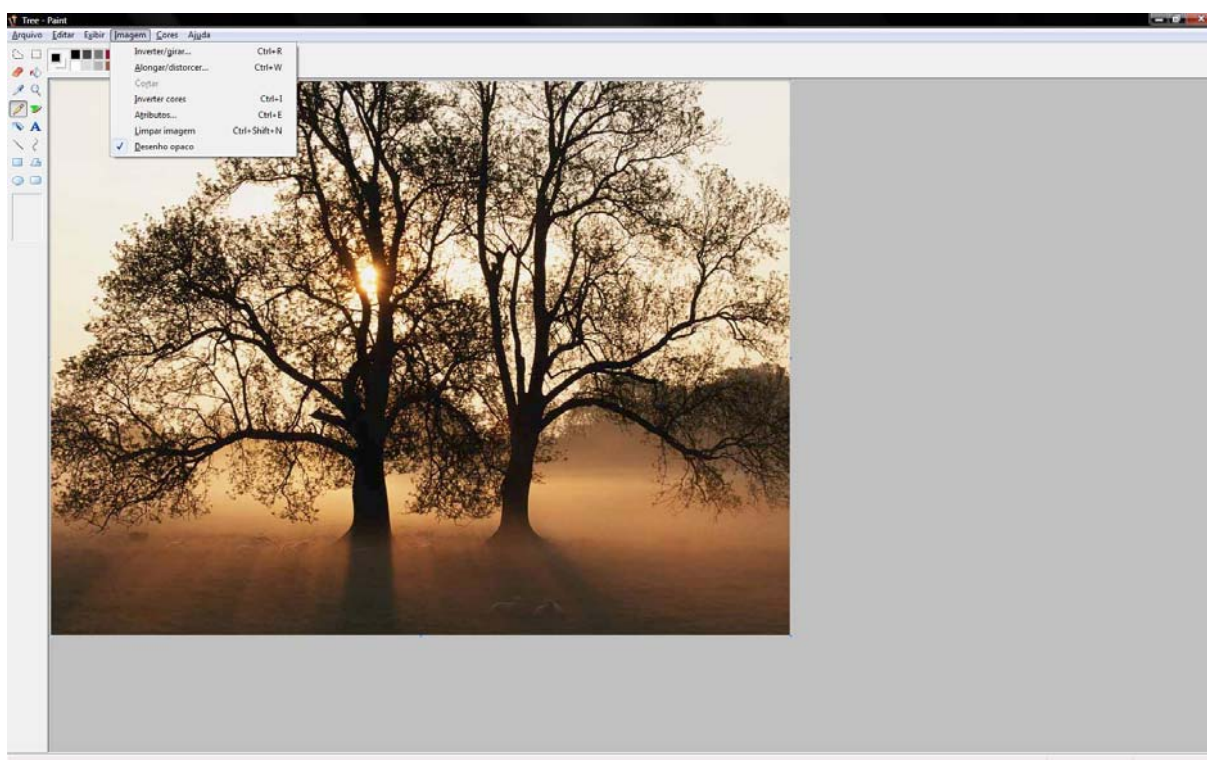 Tree - Paint
Arquivo Editar Exibir Imagem Cores Ajuda
Inverter/girar... Ctrl+R
Alongar/distorcer... Ctrl+W
Cortar
Inverter cores Ctrl+I
Atributos... Ctrl+E
Limpar imagem Ctrl+Shift+N
Desenho opaco
A